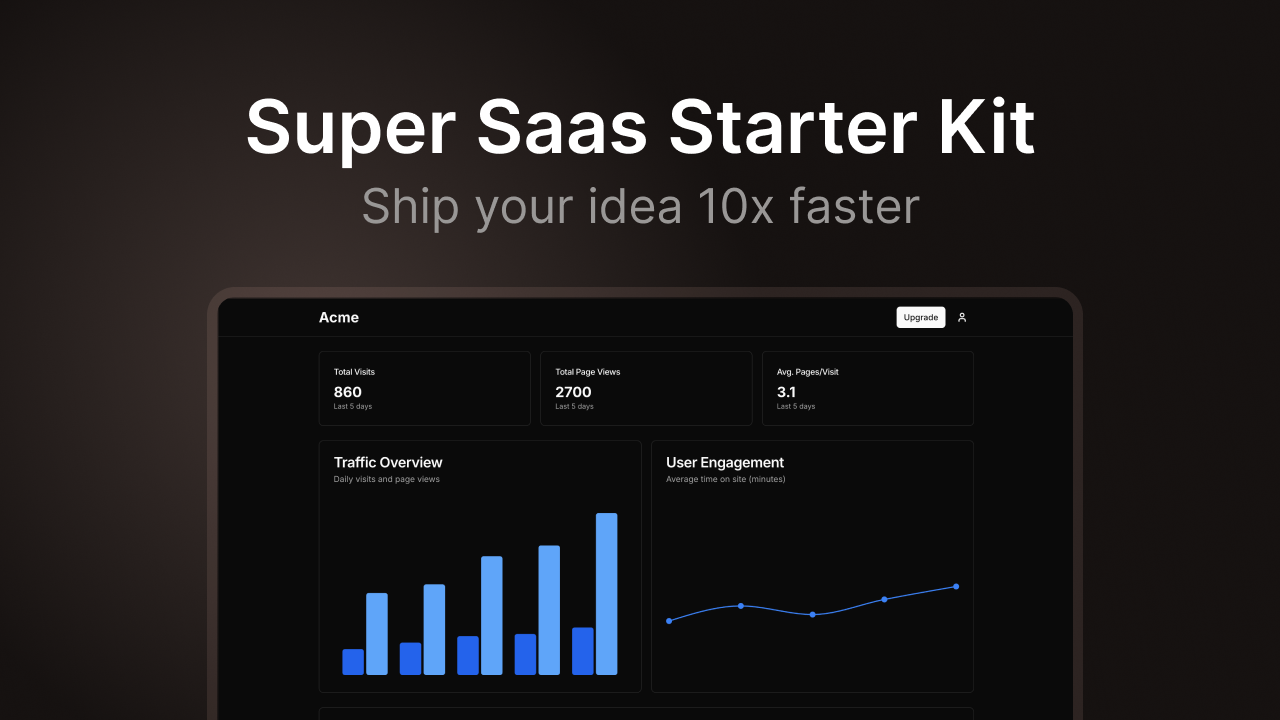 Super Saas Starter Kit
Ship your idea 10x faster
Acme
Upgrade
Total Visits
860
Last 5 days
Total Page Views
2700
Last 5 days
Avg. Pages/Visit
3.1
Last 5 days
Traffic Overview
Daily visits and page views
User Engagement
Average time on site (minutes)